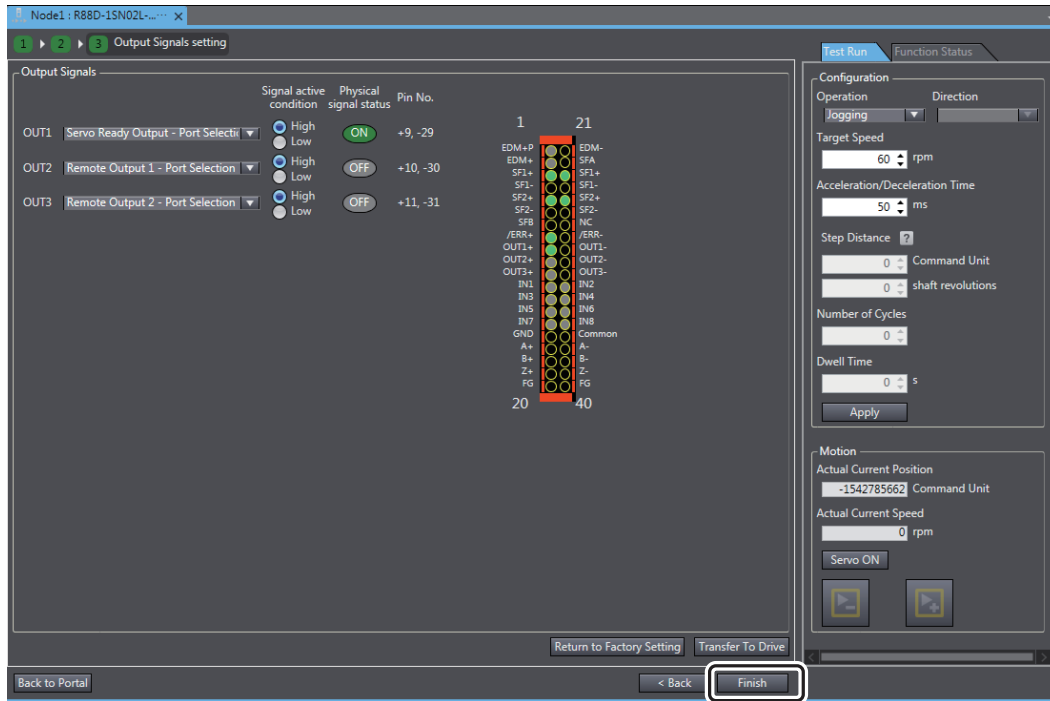 Node1 : R88D-1SN02L-...··· X
1 2 3 Output Signals setting
Output Signals
Signal active condition Physical signal status Pin No.
OUT1 Servo Ready Output - Port Selecti High Low ON +9, -29
OUT2 Remote Output 1 - Port Selection High Low OFF +10, -30
OUT3 Remote Output 2 - Port Selection High Low OFF +11, -31
1 21
EDM+P EDM-
EDM+ SFA
SF1+ SF1+
SF1- SF1-
SF2+ SF2+
SF2- SF2-
SFB NC
/ERR+ /ERR-
OUT1+ OUT1-
OUT2+ OUT2-
OUT3+ OUT3-
IN1 IN2
IN3 IN4
IN5 IN6
IN7 IN8
GND Common
A+ A-
B+ B-
Z+ Z-
FG FG
20 40
Return to Factory Setting Transfer To Drive
Back to Portal < Back Finish
Test Run Function Status
Configuration
Operation Direction
Jogging
Target Speed
60 rpm
Acceleration/Deceleration Time
50 ms
Step Distance ?
0 Command Unit
0 shaft revolutions
Number of Cycles
0
Dwell Time
0 s
Apply
Motion
Actual Current Position
-1542785662 Command Unit
Actual Current Speed
0 rpm
Servo ON